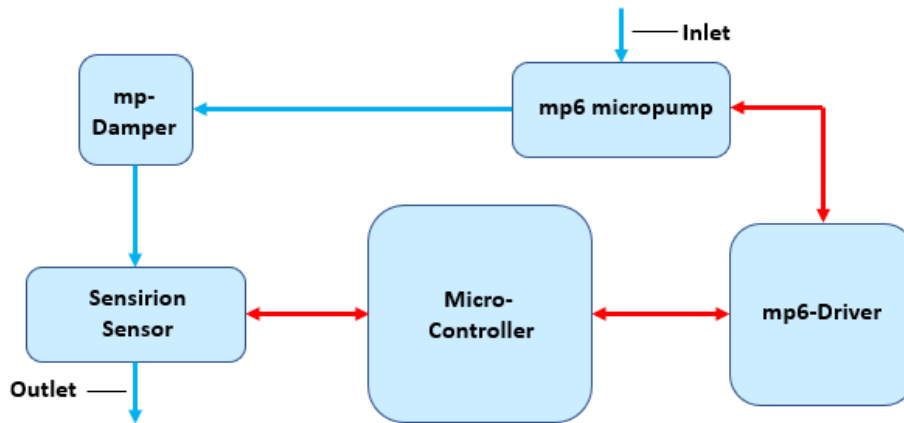 Inlet
mp-
Damper
mp6 micropump
Sensirion
Sensor
Micro-
Controller
mp6-Driver
Outlet